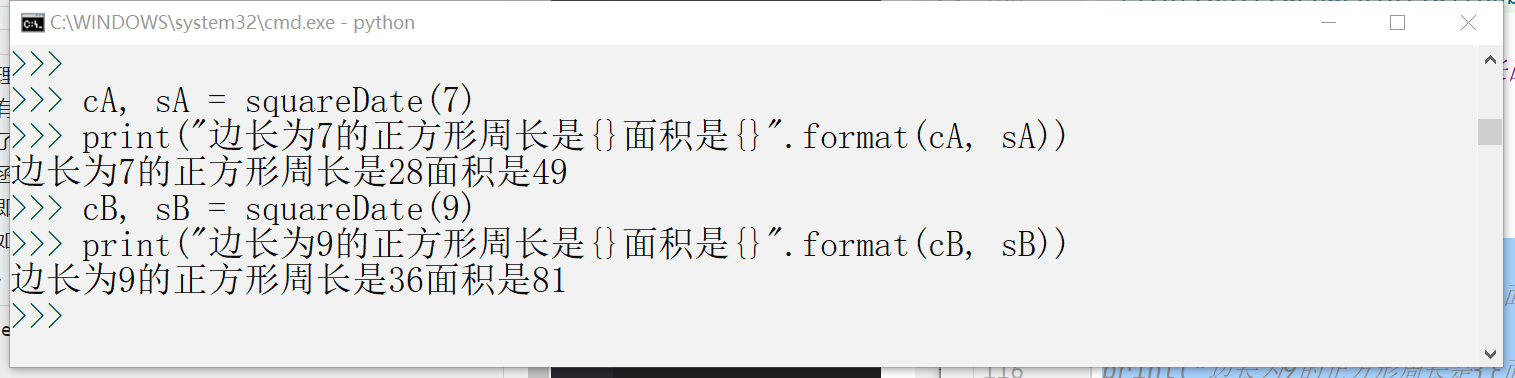 C:\WINDOWS\system32\cmd.exe - python
>>>
>>> cA, sA = squareDate(7)
>>> print("边长为7的正方形周长是{}面积是{}".format(cA, sA))
边长为7的正方形周长是28面积是49
>>> cB, sB = squareDate(9)
>>> print("边长为9的正方形周长是{}面积是{}".format(cB, sB))
边长为9的正方形周长是36面积是81
>>>